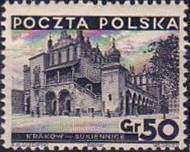 POCZTA POLSKA
Gr 50
KRAKÓW — SUKIENNICE